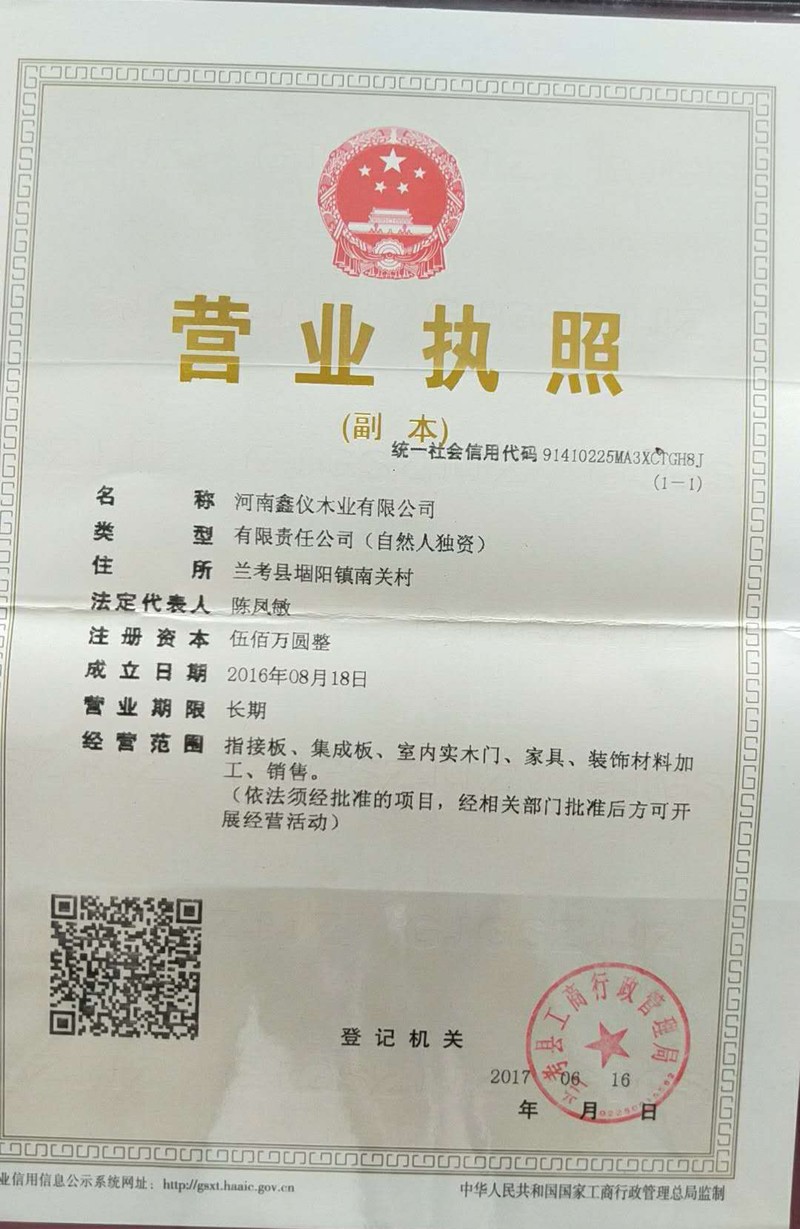 营业执照
(副本)
统一社会信用代码 91410225MA3XCTGH8J
(1-1)
名称 河南鑫仪木业有限公司
类型 有限责任公司（自然人独资）
住所 兰考县堌阳镇南关村
法定代表人 陈凤敏
注册资本 伍佰万圆整
成立日期 2016年08月18日
营业期限 长期
经营范围 指接板、集成板、室内实木门、家具、装饰材料加
工、销售。
（依法须经批准的项目，经相关部门批准后方可开
展经营活动）
兰考县工商行政管理局
登记机关
2017 06 16
年 月 日
业信用信息公示系统网址：http://gsxt.haaic.gov.cn
中华人民共和国国家工商行政管理总局监制